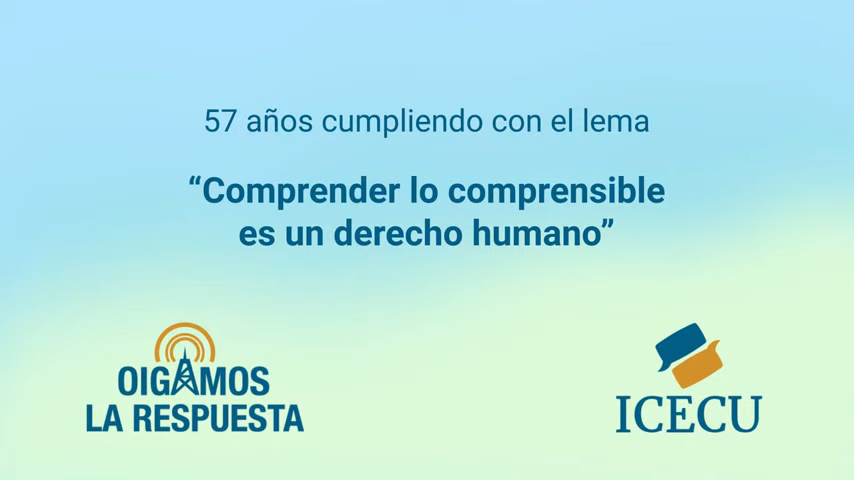 57 años cumpliendo con el lema
“Comprender lo comprensible
es un derecho humano”
OIGAMOS
LA RESPUESTA
ICECU